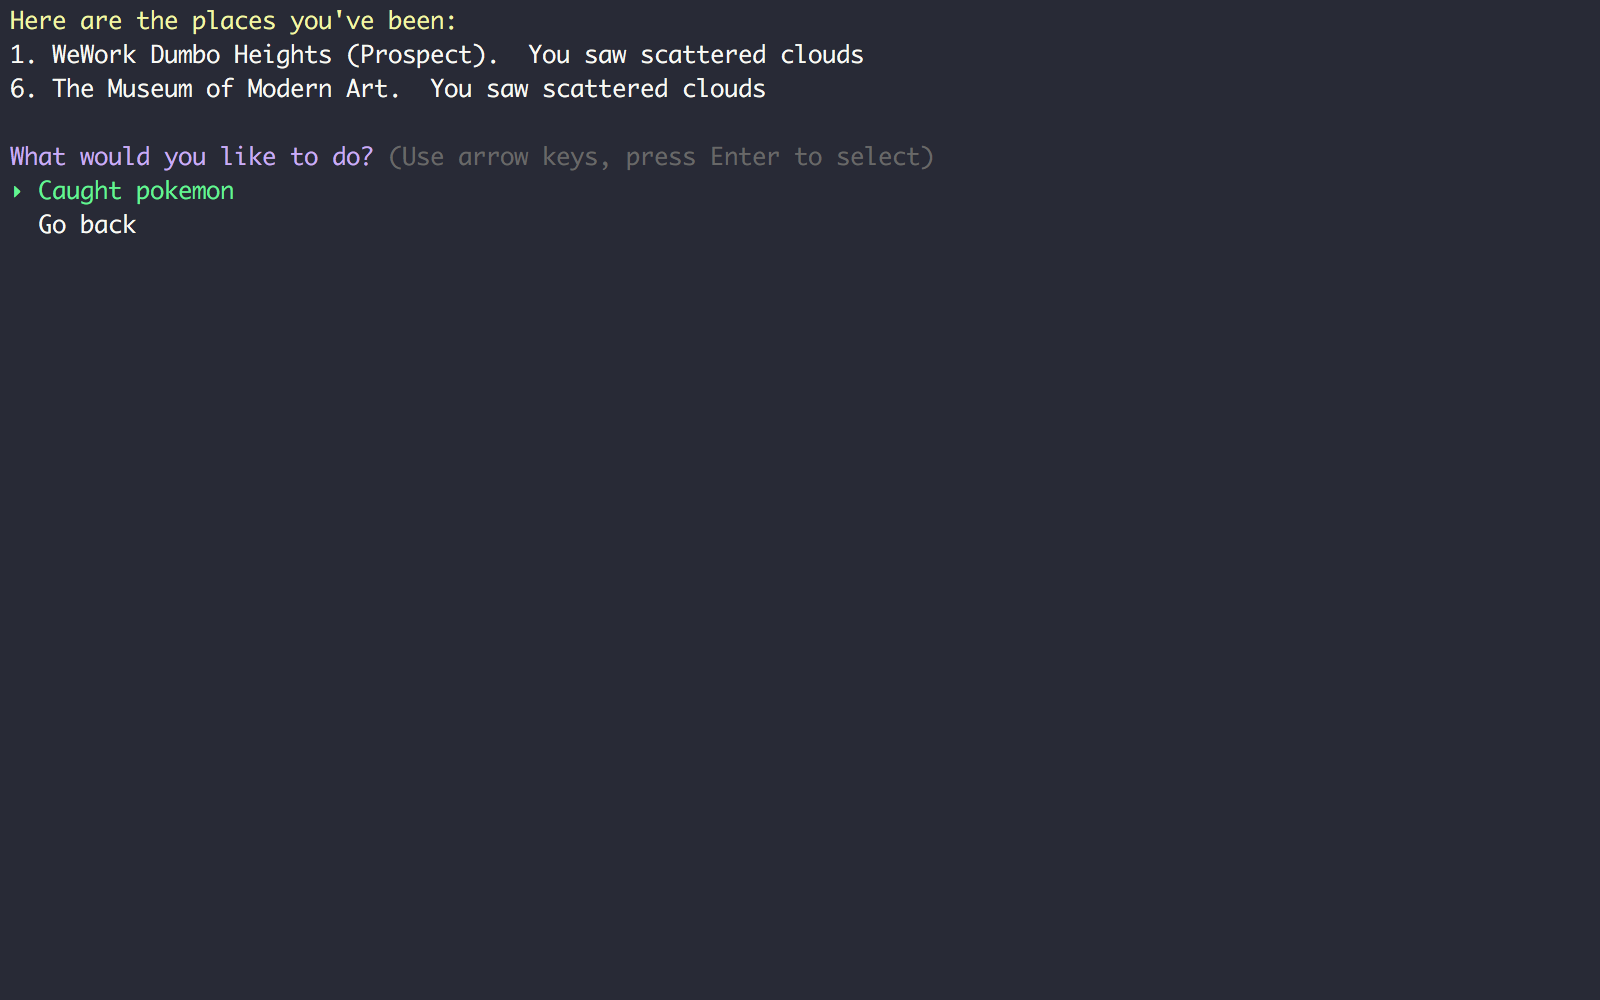 Here are the places you've been:
1. WeWork Dumbo Heights (Prospect).  You saw scattered clouds
6. The Museum of Modern Art.  You saw scattered clouds
What would you like to do? (Use arrow keys, press Enter to select)
‣ Caught pokemon
Go back